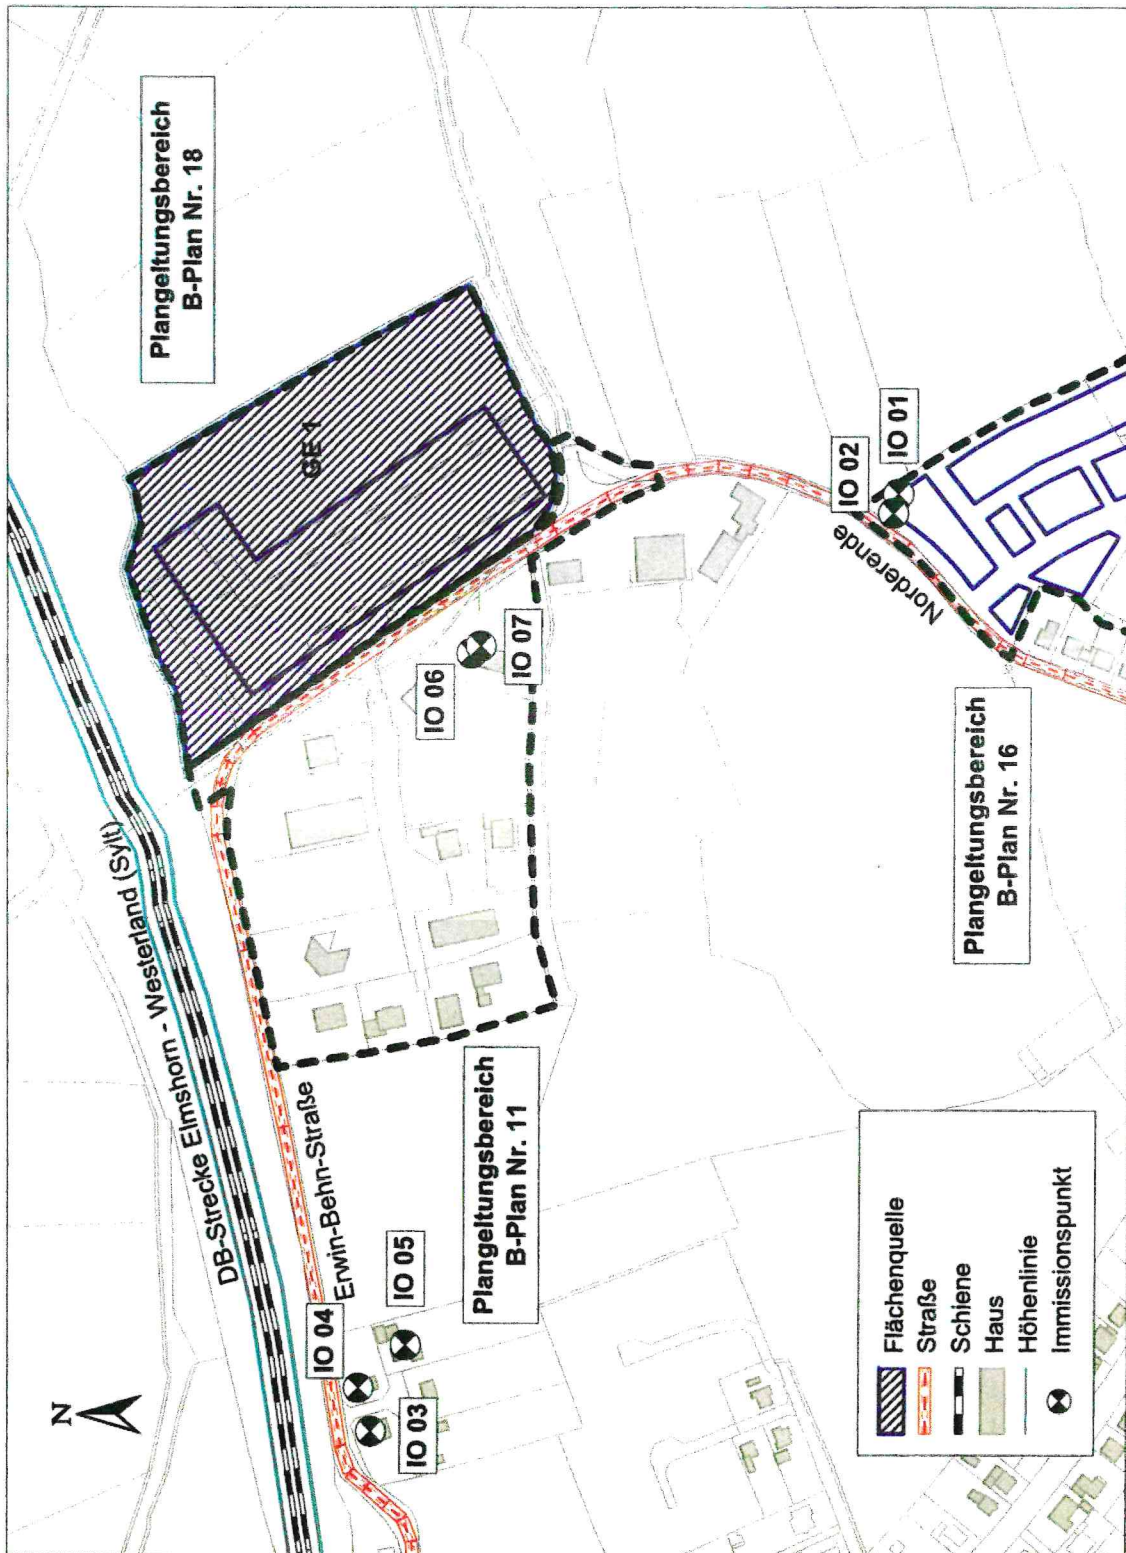 N
DB-Strecke Elmshorn - Westerland (Sylt)
Plangeltungsbereich
B-Plan Nr. 18
GE 1
Erwin-Behn-Straße
IO 04
IO 05
IO 03
IO 06
IO 07
Plangeltungsbereich
B-Plan Nr. 11
Norderende
IO 02
IO 01
Plangeltungsbereich
B-Plan Nr. 16
Flächenquelle
Straße
Schiene
Haus
Höhenlinie
Immissionspunkt